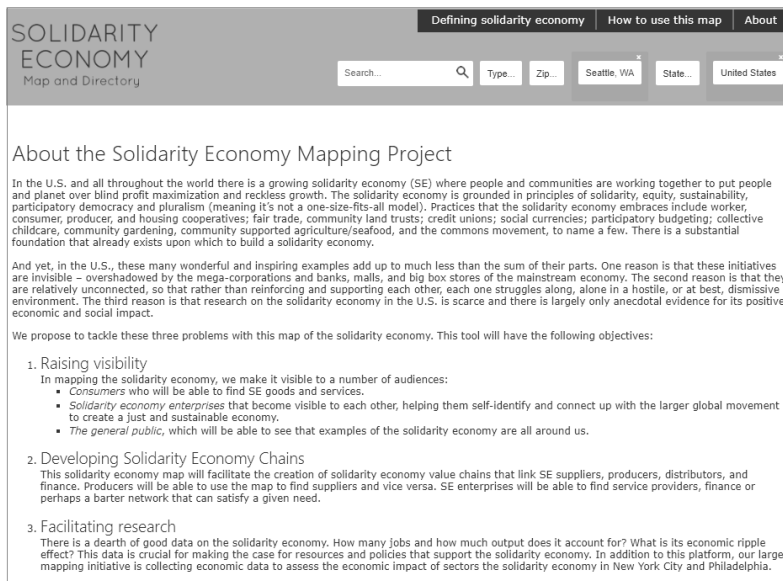 SOLIDARITY
ECONOMY
Map and Directory
Defining solidarity economy
How to use this map
About
Search...
Type...
Zip...
Seattle, WA
x
State...
United States
x
About the Solidarity Economy Mapping Project
In the U.S. and all throughout the world there is a growing solidarity economy (SE) where people and communities are working together to put people
and planet over blind profit maximization and reckless growth. The solidarity economy is grounded in principles of solidarity, equity, sustainability,
participatory democracy and pluralism (meaning it's not a one-size-fits-all model). Practices that the solidarity economy embraces include worker,
consumer, producer, and housing cooperatives; fair trade, community land trusts; credit unions; social currencies; participatory budgeting; collective
childcare, community gardening, community supported agriculture/seafood, and the commons movement, to name a few. There is a substantial
foundation that already exists upon which to build a solidarity economy.
And yet, in the U.S., these many wonderful and inspiring examples add up to much less than the sum of their parts. One reason is that these initiatives
are invisible – overshadowed by the mega-corporations and banks, malls, and big box stores of the mainstream economy. The second reason is that they
are relatively unconnected, so that rather than reinforcing and supporting each other, each one struggles along, alone in a hostile, or at best, dismissive
environment. The third reason is that research on the solidarity economy in the U.S. is scarce and there is largely only anecdotal evidence for its positive
economic and social impact.
We propose to tackle these three problems with this map of the solidarity economy. This tool will have the following objectives:
1. Raising visibility
In mapping the solidarity economy, we make it visible to a number of audiences:
▪ Consumers who will be able to find SE goods and services.
▪ Solidarity economy enterprises that become visible to each other, helping them self-identify and connect up with the larger global movement
to create a just and sustainable economy.
▪ The general public, which will be able to see that examples of the solidarity economy are all around us.
2. Developing Solidarity Economy Chains
This solidarity economy map will facilitate the creation of solidarity economy value chains that link SE suppliers, producers, distributors, and
finance. Producers will be able to use the map to find suppliers and vice versa. SE enterprises will be able to find service providers, finance or
perhaps a barter network that can satisfy a given need.
3. Facilitating research
There is a dearth of good data on the solidarity economy. How many jobs and how much output does it account for? What is its economic ripple
effect? This data is crucial for making the case for resources and policies that support the solidarity economy. In addition to this platform, our large
mapping initiative is collecting economic data to assess the economic impact of sectors the solidarity economy in New York City and Philadelphia.